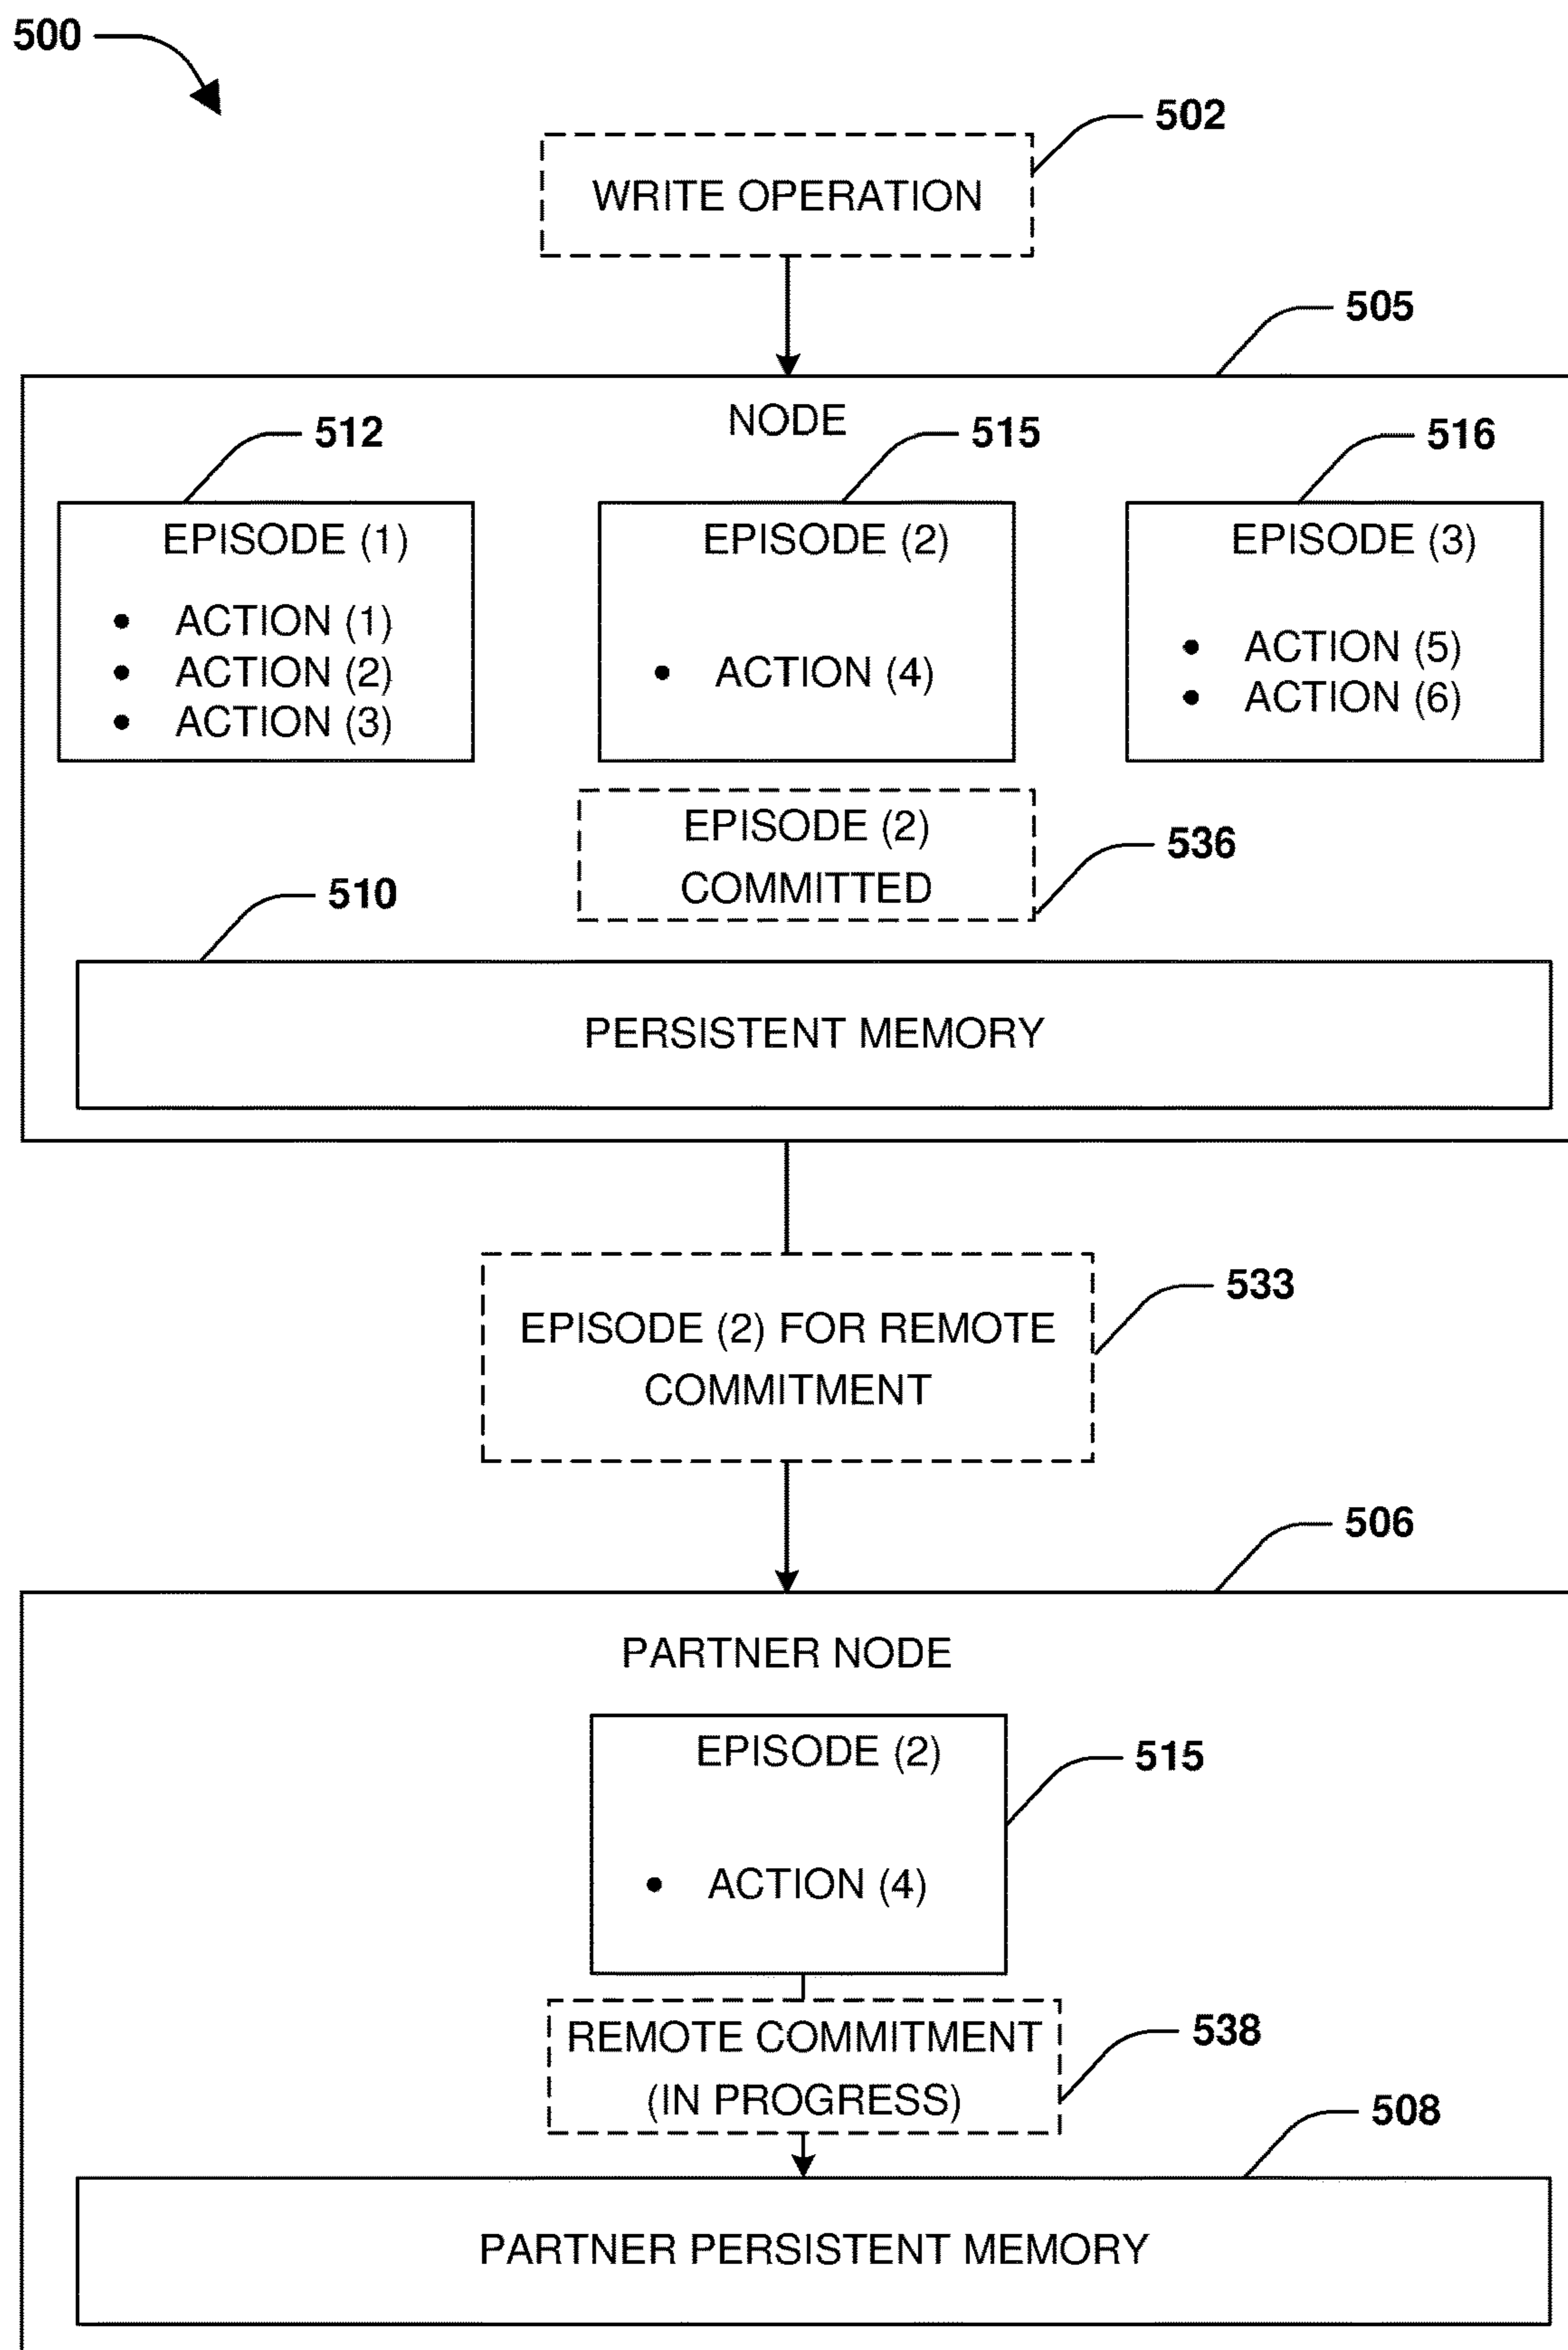 500
502
WRITE OPERATION
505
NODE
512
515
516
EPISODE (1)
• ACTION (1)
• ACTION (2)
• ACTION (3)
EPISODE (2)
• ACTION (4)
EPISODE (3)
• ACTION (5)
• ACTION (6)
EPISODE (2)
COMMITTED
536
510
PERSISTENT MEMORY
EPISODE (2) FOR REMOTE
COMMITMENT
533
506
PARTNER NODE
EPISODE (2)
• ACTION (4)
515
REMOTE COMMITMENT
(IN PROGRESS)
538
508
PARTNER PERSISTENT MEMORY